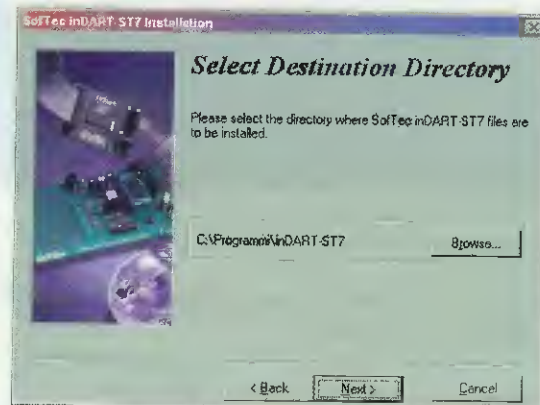 SofTec inDART-ST7 Installation
Select Destination Directory
Please select the directory where SofTec inDART-ST7 files are
to be installed.
C:\Programmi\inDART-ST7
Browse...
< Back
Next >
Cancel